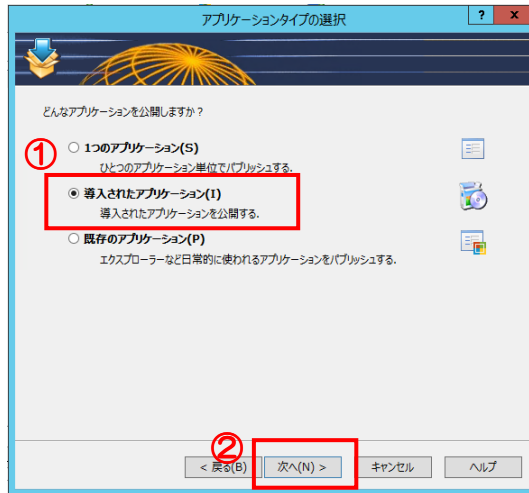 アプリケーションタイプの選択
? x
どんなアプリケーションを公開しますか?
①
1つのアプリケーション(S)
ひとつのアプリケーション単位でパブリッシュする.
導入されたアプリケーション(I)
導入されたアプリケーションを公開する.
既存のアプリケーション(P)
エクスプローラーなど日常的に使われるアプリケーションをパブリッシュする.
②
< 戻る(B) 次へ(N) > キャンセル ヘルプ